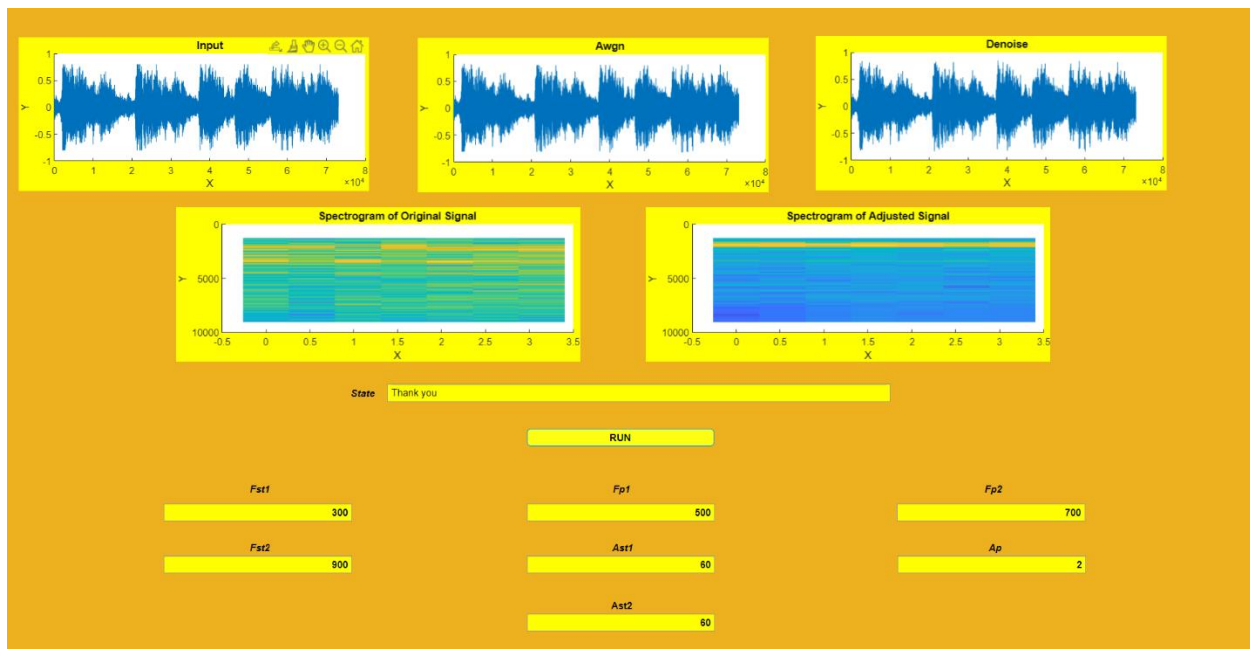 Input
1
0.5
0
-0.5
-1
Y
0 1 2 3 4 5 6 7 8
X
×10⁴
Awgn
1
0.5
0
-0.5
-1
Y
0 1 2 3 4 5 6 7 8
X
×10⁴
Denoise
1
0.5
0
-0.5
-1
Y
0 1 2 3 4 5 6 7 8
X
×10⁴
Spectrogram of Original Signal
0
5000
10000
Y
-0.5 0 0.5 1 1.5 2 2.5 3 3.5
X
Spectrogram of Adjusted Signal
0
5000
10000
Y
-0.5 0 0.5 1 1.5 2 2.5 3 3.5
X
State Thank you
RUN
Fst1 Fp1 Fp2
300 500 700
Fst2 Ast1 Ap
900 60 2
Ast2
60